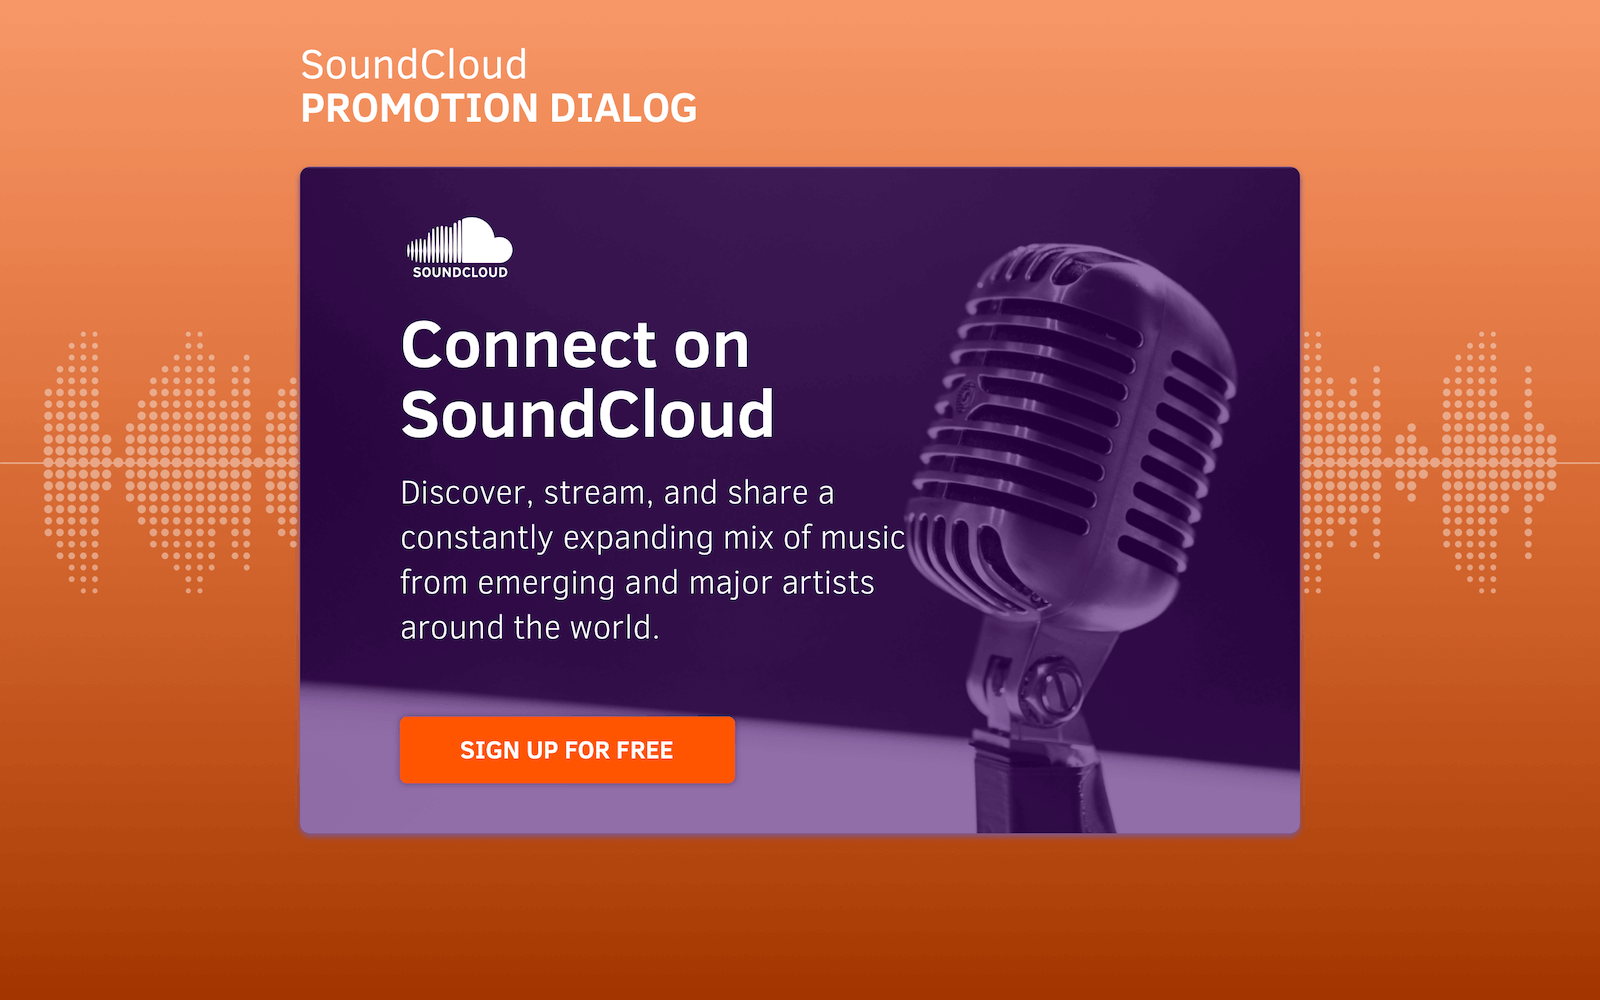 SoundCloud
PROMOTION DIALOG
SOUNDCLOUD
Connect on
SoundCloud
Discover, stream, and share a
constantly expanding mix of music
from emerging and major artists
around the world.
SIGN UP FOR FREE